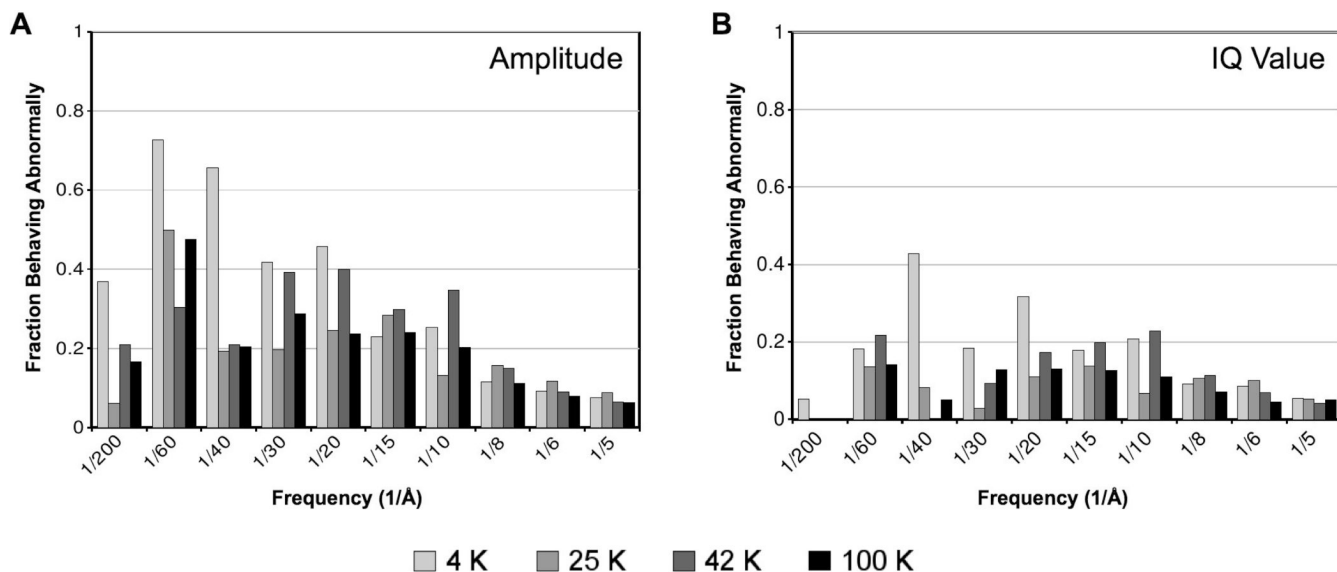 A
Amplitude
Fraction Behaving Abnormally
1
0.8
0.6
0.4
0.2
0
1/200 1/60 1/40 1/30 1/20 1/15 1/10 1/8 1/6 1/5
Frequency (1/Å)
B
IQ Value
Fraction Behaving Abnormally
1
0.8
0.6
0.4
0.2
0
1/200 1/60 1/40 1/30 1/20 1/15 1/10 1/8 1/6 1/5
Frequency (1/Å)
4 K 25 K 42 K 100 K